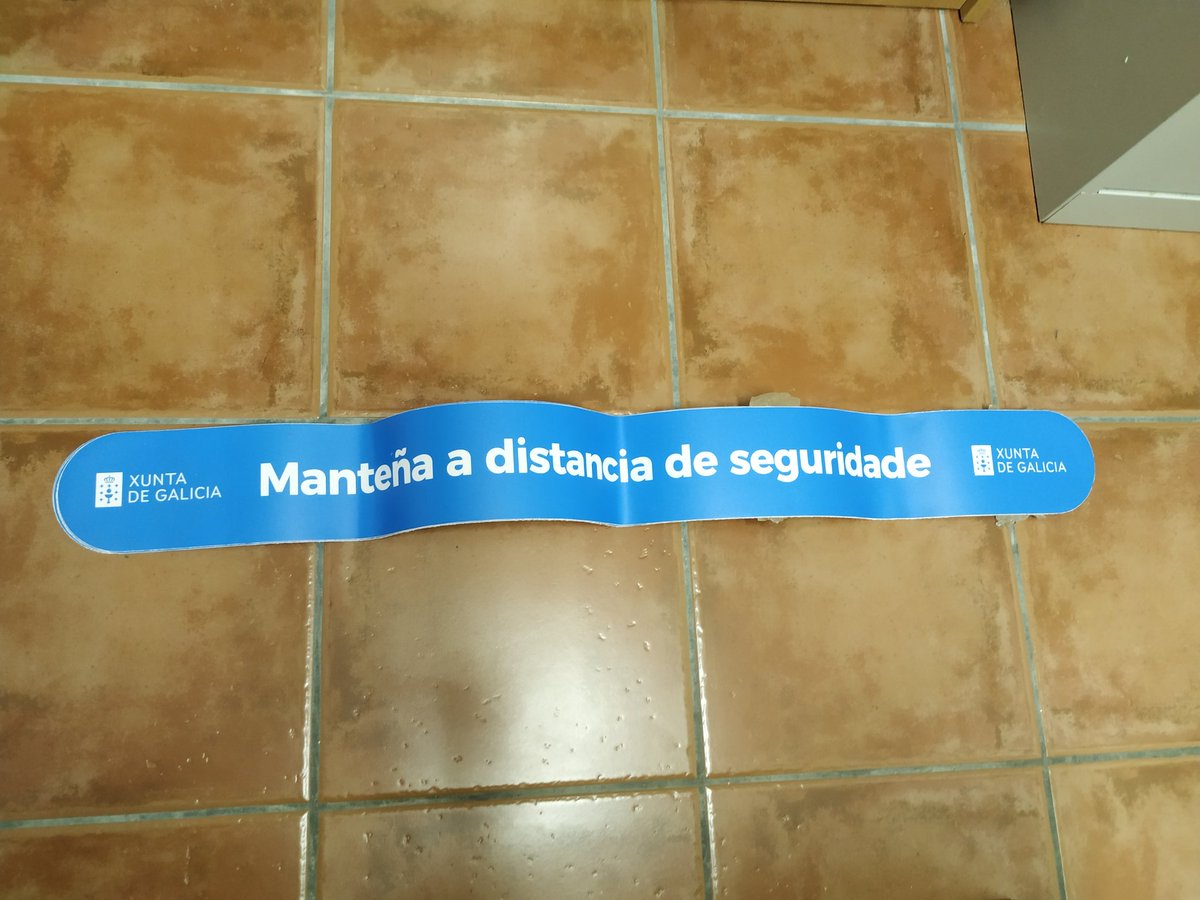 XUNTA
DE GALICIA
Manteña a distancia de seguridade
XUNTA
DE GALICIA